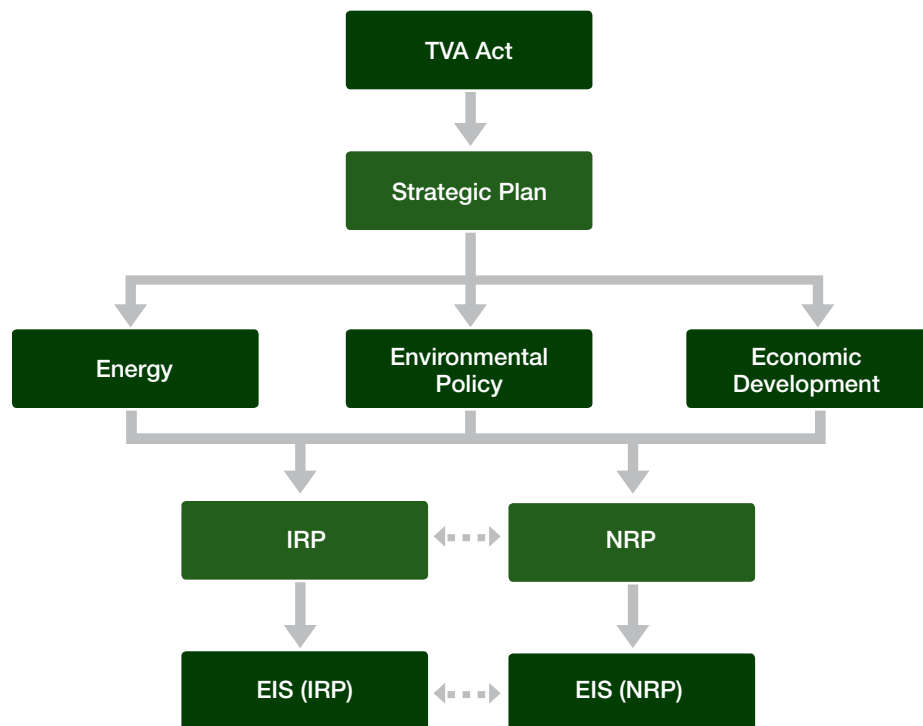 TVA Act
Strategic Plan
Energy
Environmental
Policy
Economic
Development
IRP
NRP
EIS (IRP)
EIS (NRP)